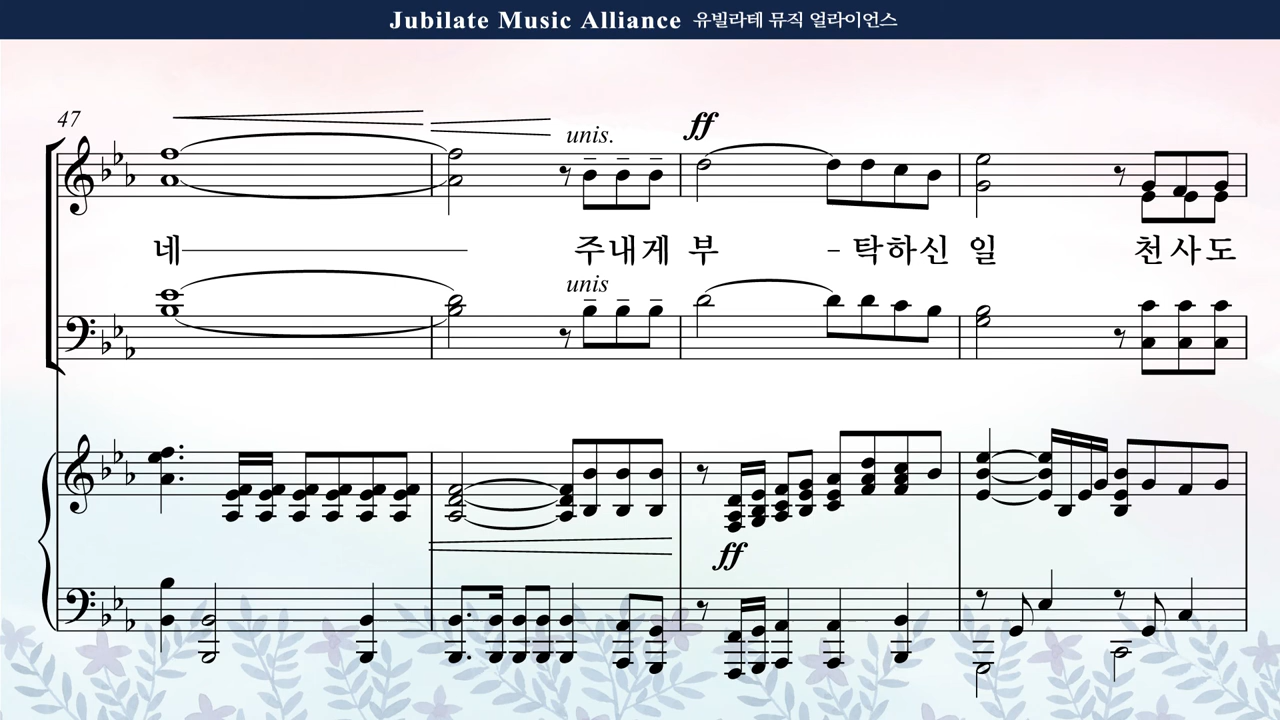 Jubilate Music Alliance 유빌라테 뮤직 얼라이언스
47
unis.
ff
네 주내게 부 - 탁하신 일 천사도
unis
ff